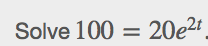 Solve 100 = 20e^{2t}.